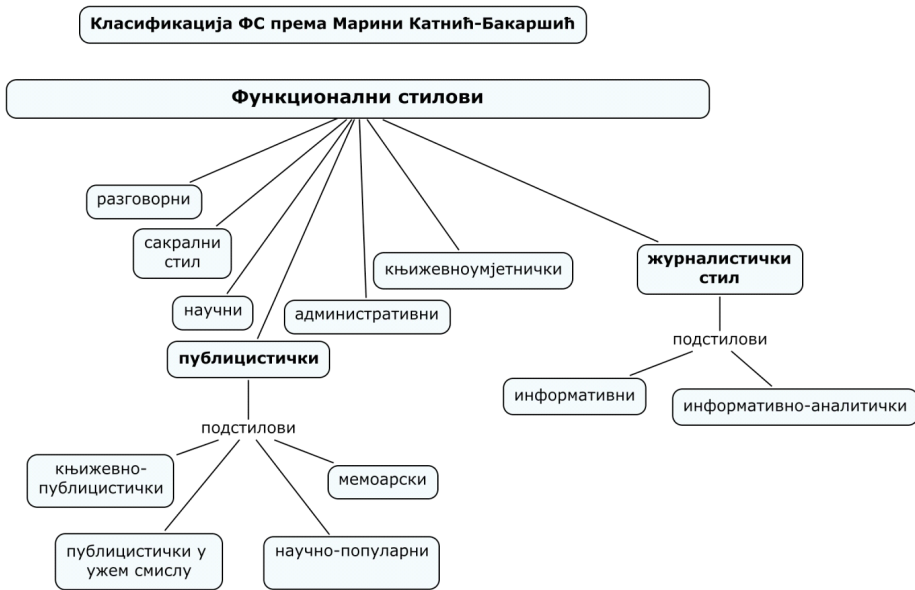 Класификација ФС према Марини Катнић-Бакаршић
Функционални стилови
разговорни
сакрални
стил
научни
публицистички
административни
књижевноумјетнички
журналистички
стил
подстилови
информативни
информативно-аналитички
подстилови
књижевно-
публицистички
публицистички у
ужем смислу
научно-популарни
мемоарски